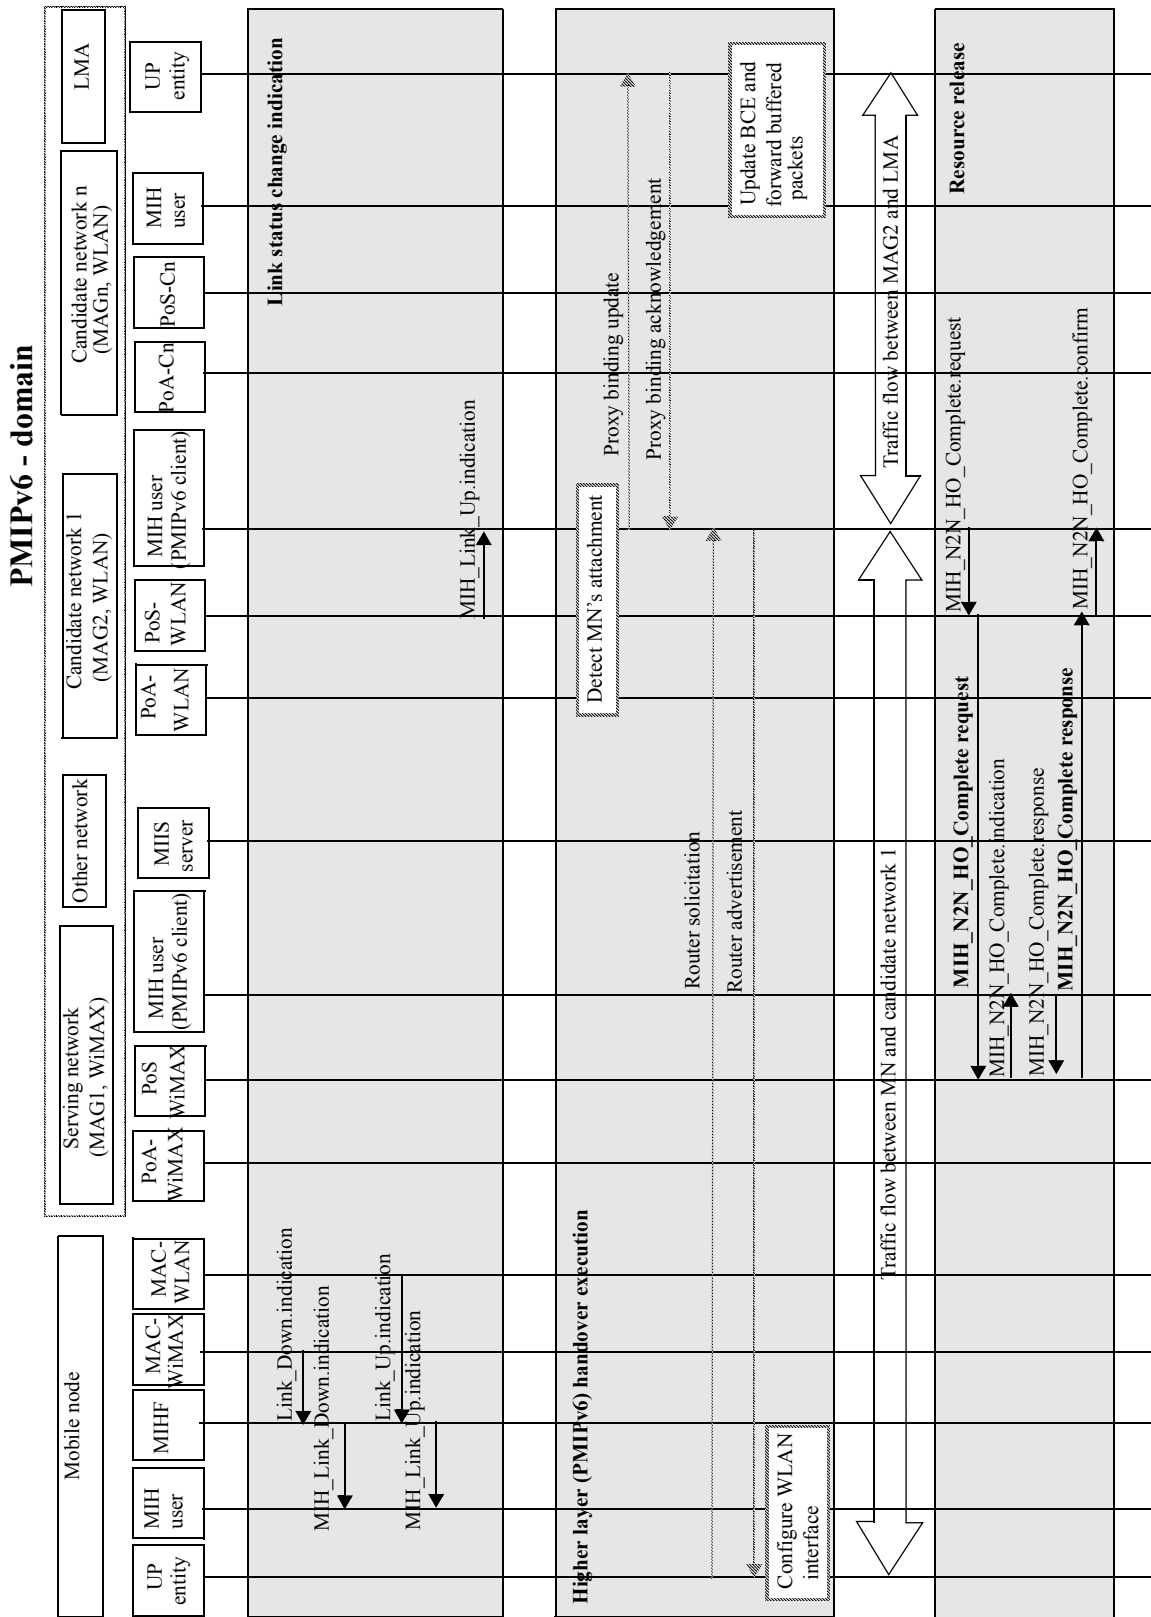 PMIPv6 - domain
Mobile node
Serving network
(MAG1, WiMAX)
Other network
Candidate network 1
(MAG2, WLAN)
Candidate network n
(MAGn, WLAN)
LMA
UP
entity
MIH
user
MIHF
MAC-
WiMAX
MAC-
WLAN
PoA-
WiMAX
PoS
WiMAX
MIH user
(PMIPv6 client)
MIIS
server
PoA-
WLAN
PoS-
WLAN
MIH user
(PMIPv6 client)
PoA-Cn
PoS-Cn
MIH
user
UP
entity
Link status change indication
Link_Down.indication
MIH_Link_Down.indication
Link_Up.indication
MIH_Link_Up.indication
MIH_Link_Up.indication
Higher layer (PMIPv6) handover execution
Detect MN's attachment
Proxy binding update
Proxy binding acknowledgement
Router solicitation
Router advertisement
Update BCE and
forward buffered
packets
Configure WLAN
interface
Traffic flow between MN and candidate network 1
Traffic flow between MAG2 and LMA
Resource release
MIH_N2N_HO_Complete.request
MIH_N2N_HO_Complete request
MIH_N2N_HO_Complete.indication
MIH_N2N_HO_Complete.response
MIH_N2N_HO_Complete response
MIH_N2N_HO_Complete.confirm